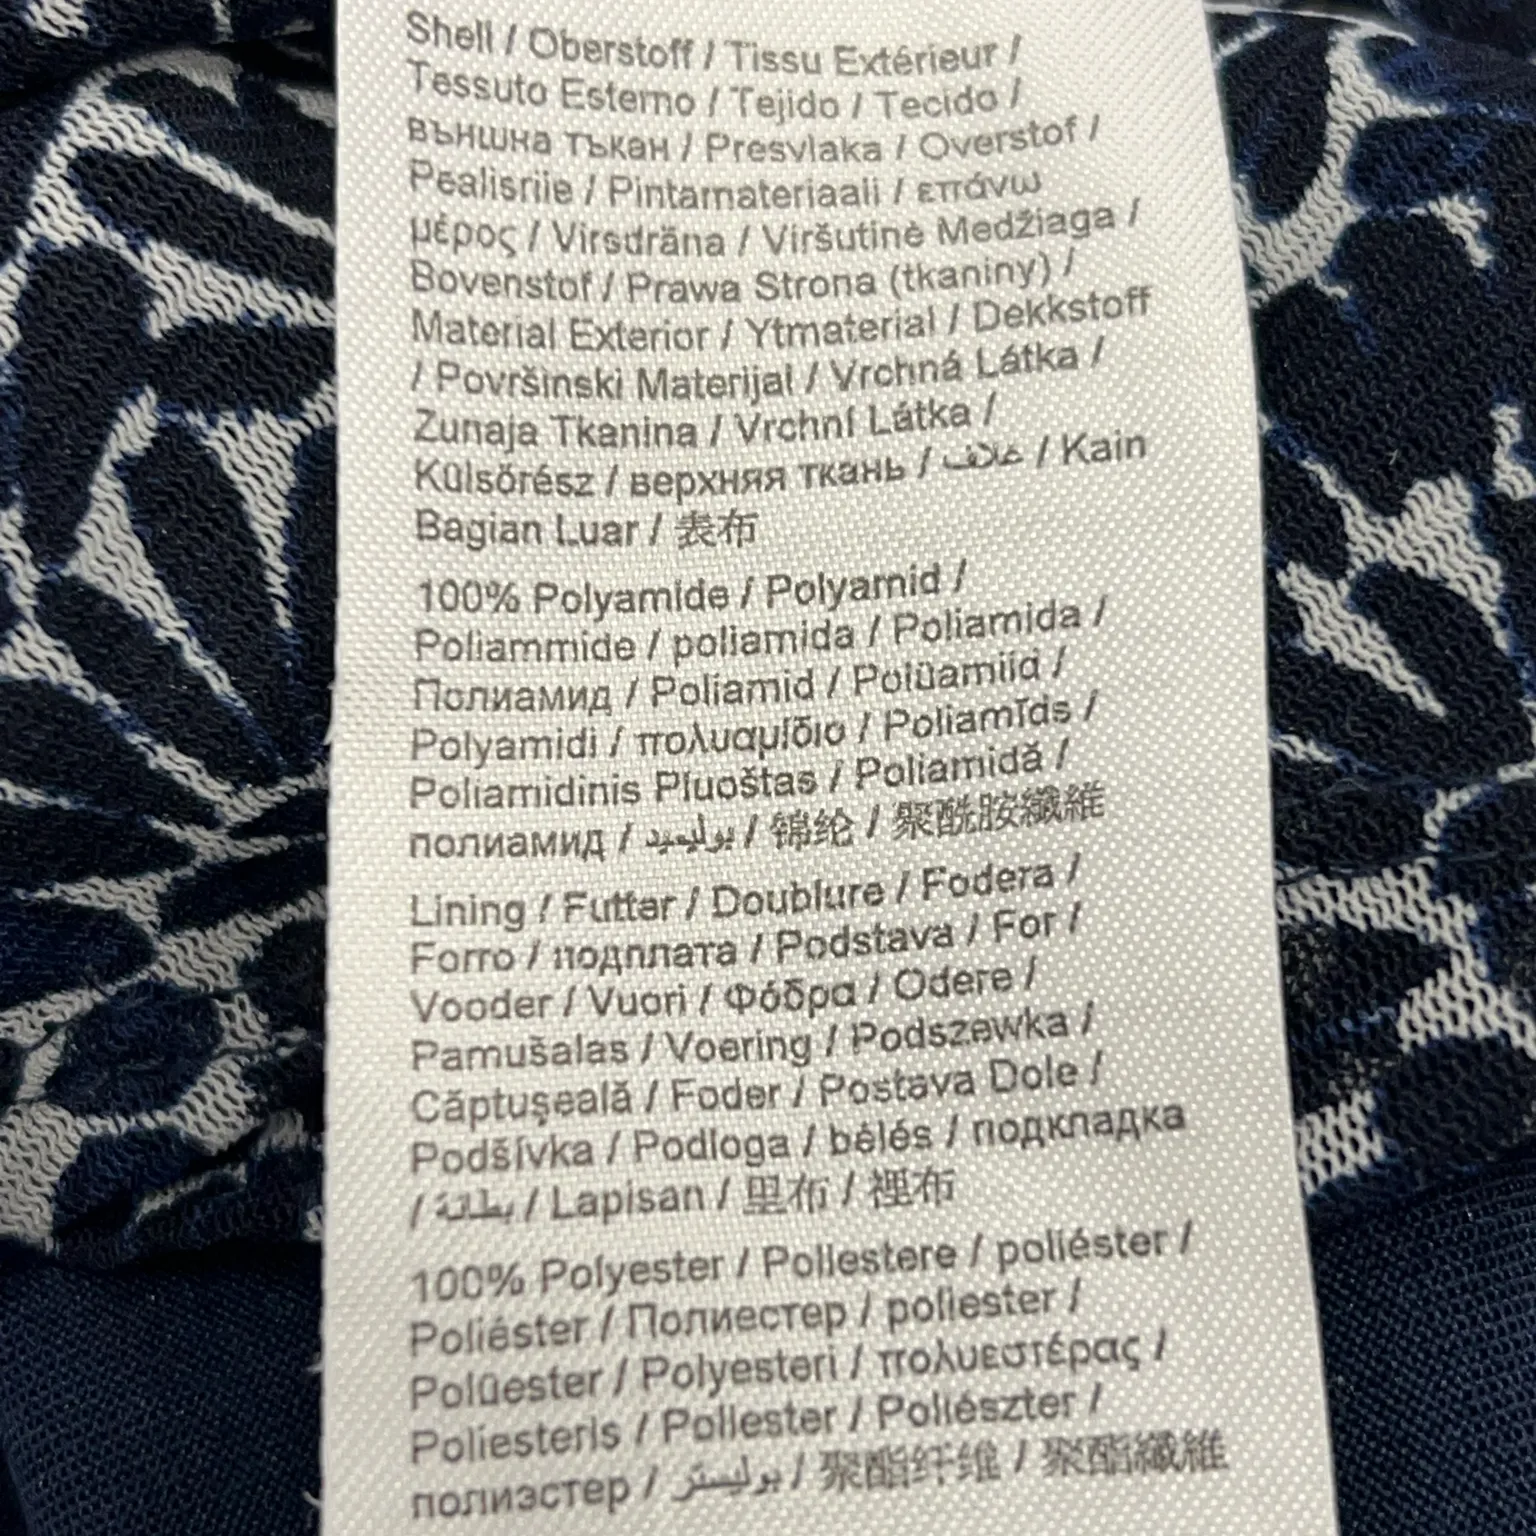 Shell / Oberstoff / Tissu Extérieur /
Tessuto Esterno / Tejido / Tecido /
външна тъкан / Presvlaka / Overstof /
Pealisriie / Pintamateriaali / επάνω
μέρος / Virsdrāna / Viršutinė Medžiaga /
Bovenstof / Prawa Strona (tkaniny) /
Material Exterior / Ytmaterial / Dekkstoff
/ Površinski Materijal / Vrchná Látka /
Zunaja Tkanina / Vrchní Látka /
Külsőrész / верхняя ткань / غلاف / Kain
Bagian Luar / 表布
100% Polyamide / Polyamid /
Poliammide / poliamida / Poliamida /
Полиамид / Poliamid / Polüamiid /
Polyamidi / πολυαμίδιο / Poliamīds /
Poliamidinis Pluoštas / Poliamidă /
полиамид / بوليميد / 锦纶 / 聚酰胺纖維
Lining / Futter / Doublure / Fodera /
Forro / подплата / Podstava / For /
Vooder / Vuori / Φόδρα / Odere /
Pamušalas / Voering / Podszewka /
Căptuşeală / Foder / Postava Dole /
Podšívka / Podloga / bélés / подкладка
/ بطانة / Lapisan / 里布 / 裡布
100% Polyester / Poliestere / poliéster /
Poliéster / Полиестер / poliester /
Polüester / Polyesteri / πολυεστέρας /
Poliesteris / Poliester / Poliészter /
полиэстер / بوليستر / 聚酯纤维 / 聚酯纖維